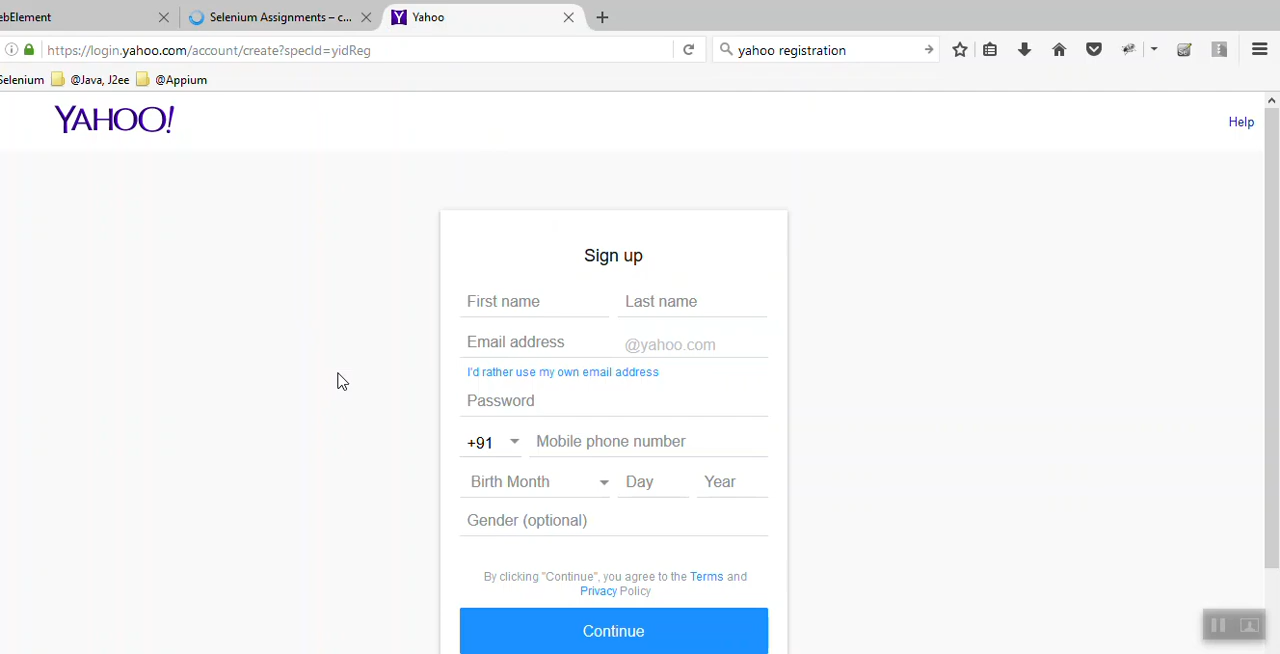 ebElement
Selenium Assignments – c...
Yahoo
https://login.yahoo.com/account/create?specId=yidReg
yahoo registration
Selenium
@Java, J2ee
@Appium
YAHOO!
Help
Sign up
First name
Last name
Email address
@yahoo.com
I'd rather use my own email address
Password
+91
Mobile phone number
Birth Month
Day
Year
Gender (optional)
By clicking "Continue", you agree to the Terms and
Privacy Policy
Continue